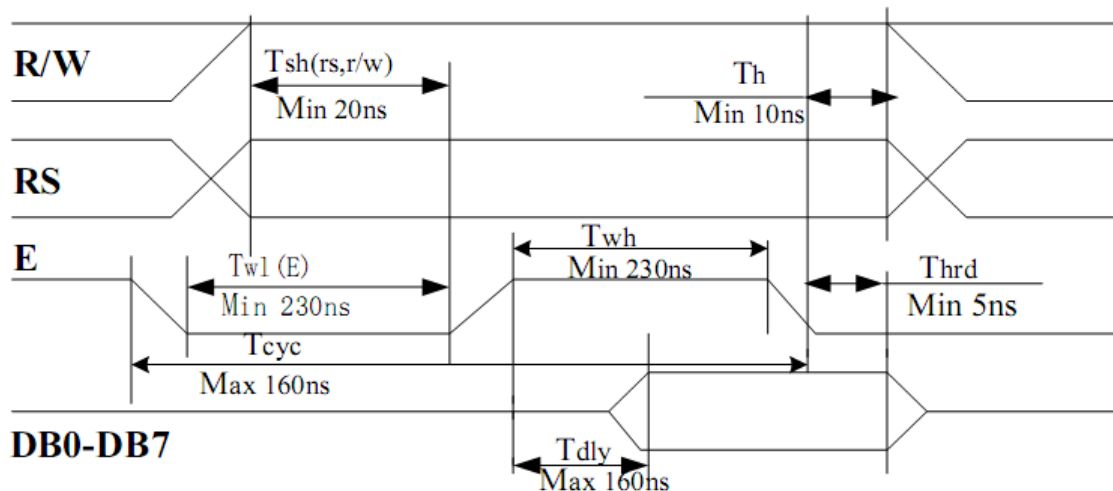 R/W
Tsh(rs,r/w)
Min 20ns
Th
Min 10ns
RS
E
Twl(E)
Min 230ns
Twh
Min 230ns
Thrd
Min 5ns
Tcyc
Max 160ns
DB0-DB7
Tdly
Max 160ns